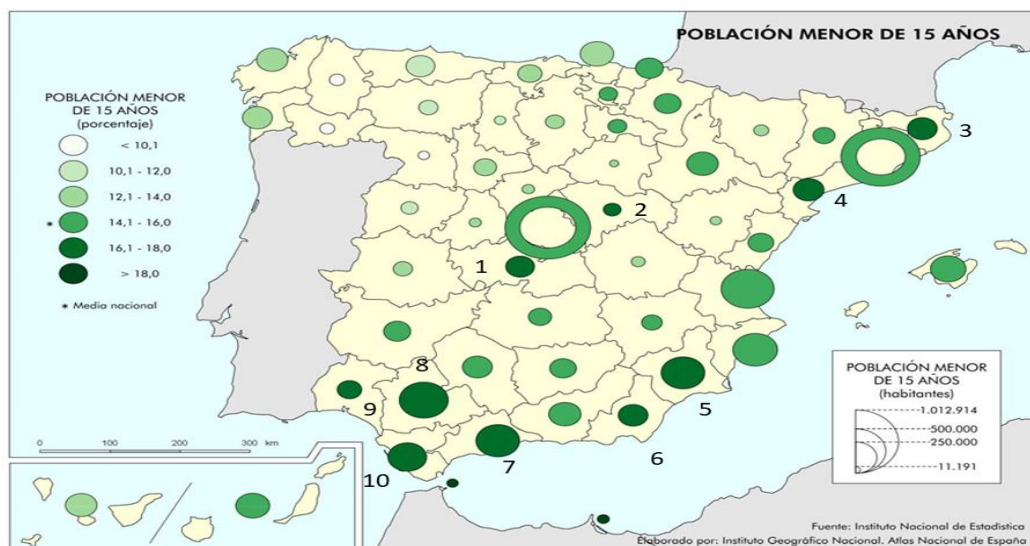 POBLACIÓN MENOR DE 15 AÑOS
POBLACIÓN MENOR
DE 15 AÑOS
(porcentaje)
< 10,1
10,1 - 12,0
12,1 - 14,0
* 14,1 - 16,0
16,1 - 18,0
> 18,0
* Media nacional
3
4
2
1
8
9
5
6
7
10
0 100 200 300 km
POBLACIÓN MENOR
DE 15 AÑOS
(habitantes)
1.012.914
500.000
250.000
11.191
Fuente: Instituto Nacional de Estadística
Elaborado por: Instituto Geográfico Nacional. Atlas Nacional de España